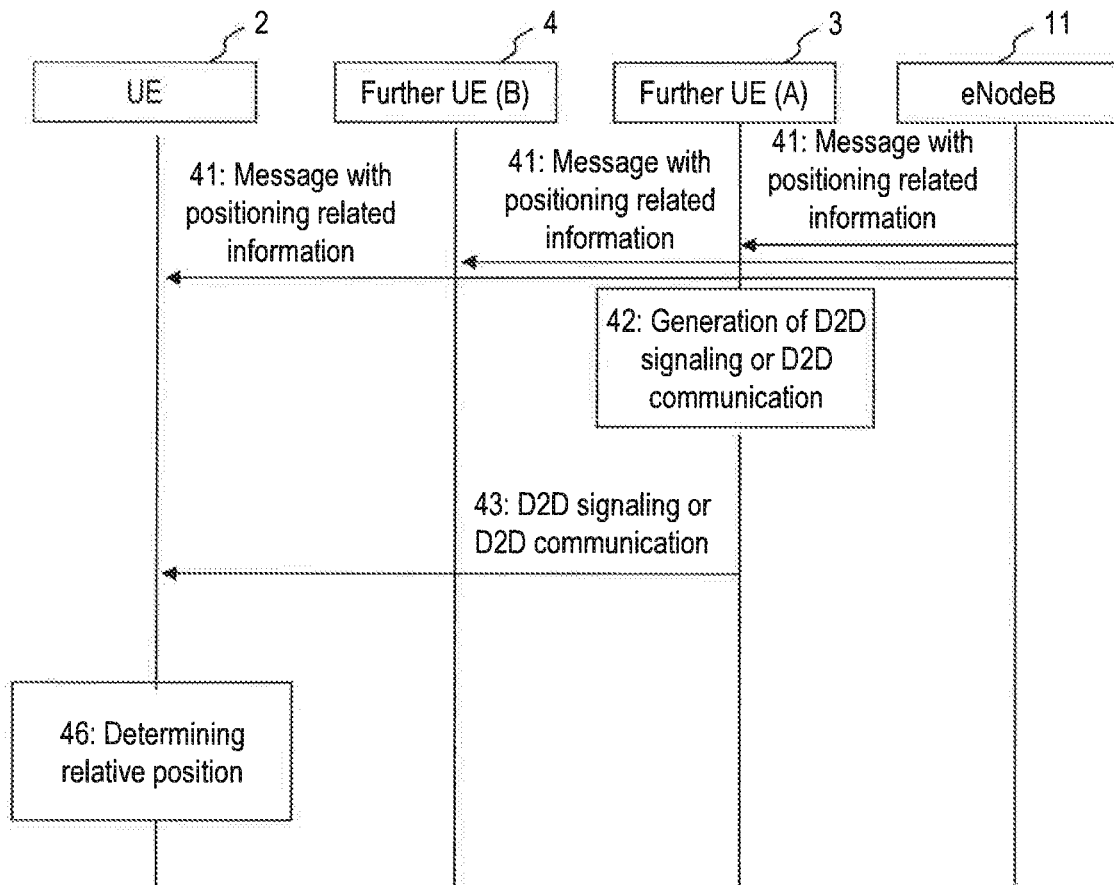 2
4
3
11
UE
Further UE (B)
Further UE (A)
eNodeB
41: Message with
positioning related
information
41: Message with
positioning related
information
41: Message with
positioning related
information
42: Generation of D2D
signaling or D2D
communication
43: D2D signaling or
D2D communication
46: Determining
relative position